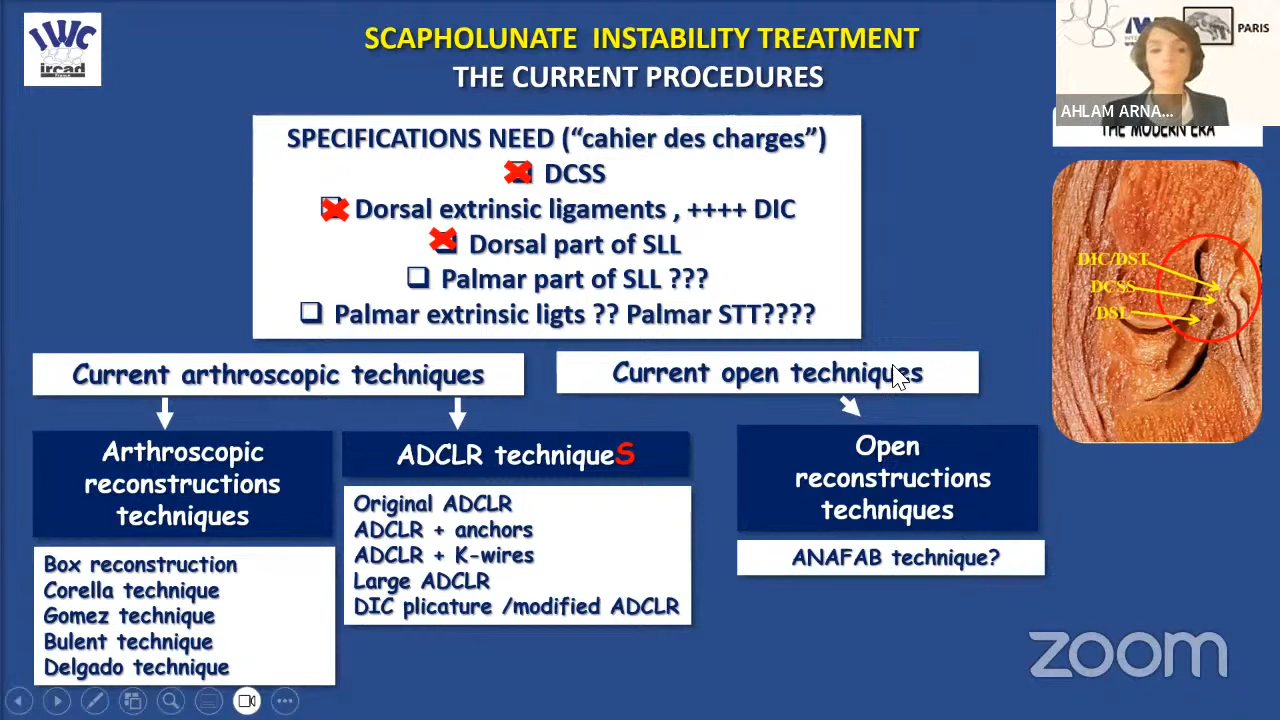 IWC
ircad
france
SCAPHOLUNATE INSTABILITY TREATMENT
THE CURRENT PROCEDURES
PARIS
AHLAM ARNA...
THE MODERN ERA
SPECIFICATIONS NEED (“cahier des charges”)
DCSS
Dorsal extrinsic ligaments , ++++ DIC
Dorsal part of SLL
Palmar part of SLL ???
Palmar extrinsic ligts ?? Palmar STT????
DIC/DST
DCSS
DSL
Current arthroscopic techniques
Current open techniques
Arthroscopic
reconstructions
techniques
Box reconstruction
Corella technique
Gomez technique
Bulent technique
Delgado technique
ADCLR techniqueS
Original ADCLR
ADCLR + anchors
ADCLR + K-wires
Large ADCLR
DIC plicature /modified ADCLR
Open
reconstructions
techniques
ANAFAB technique?
zoom